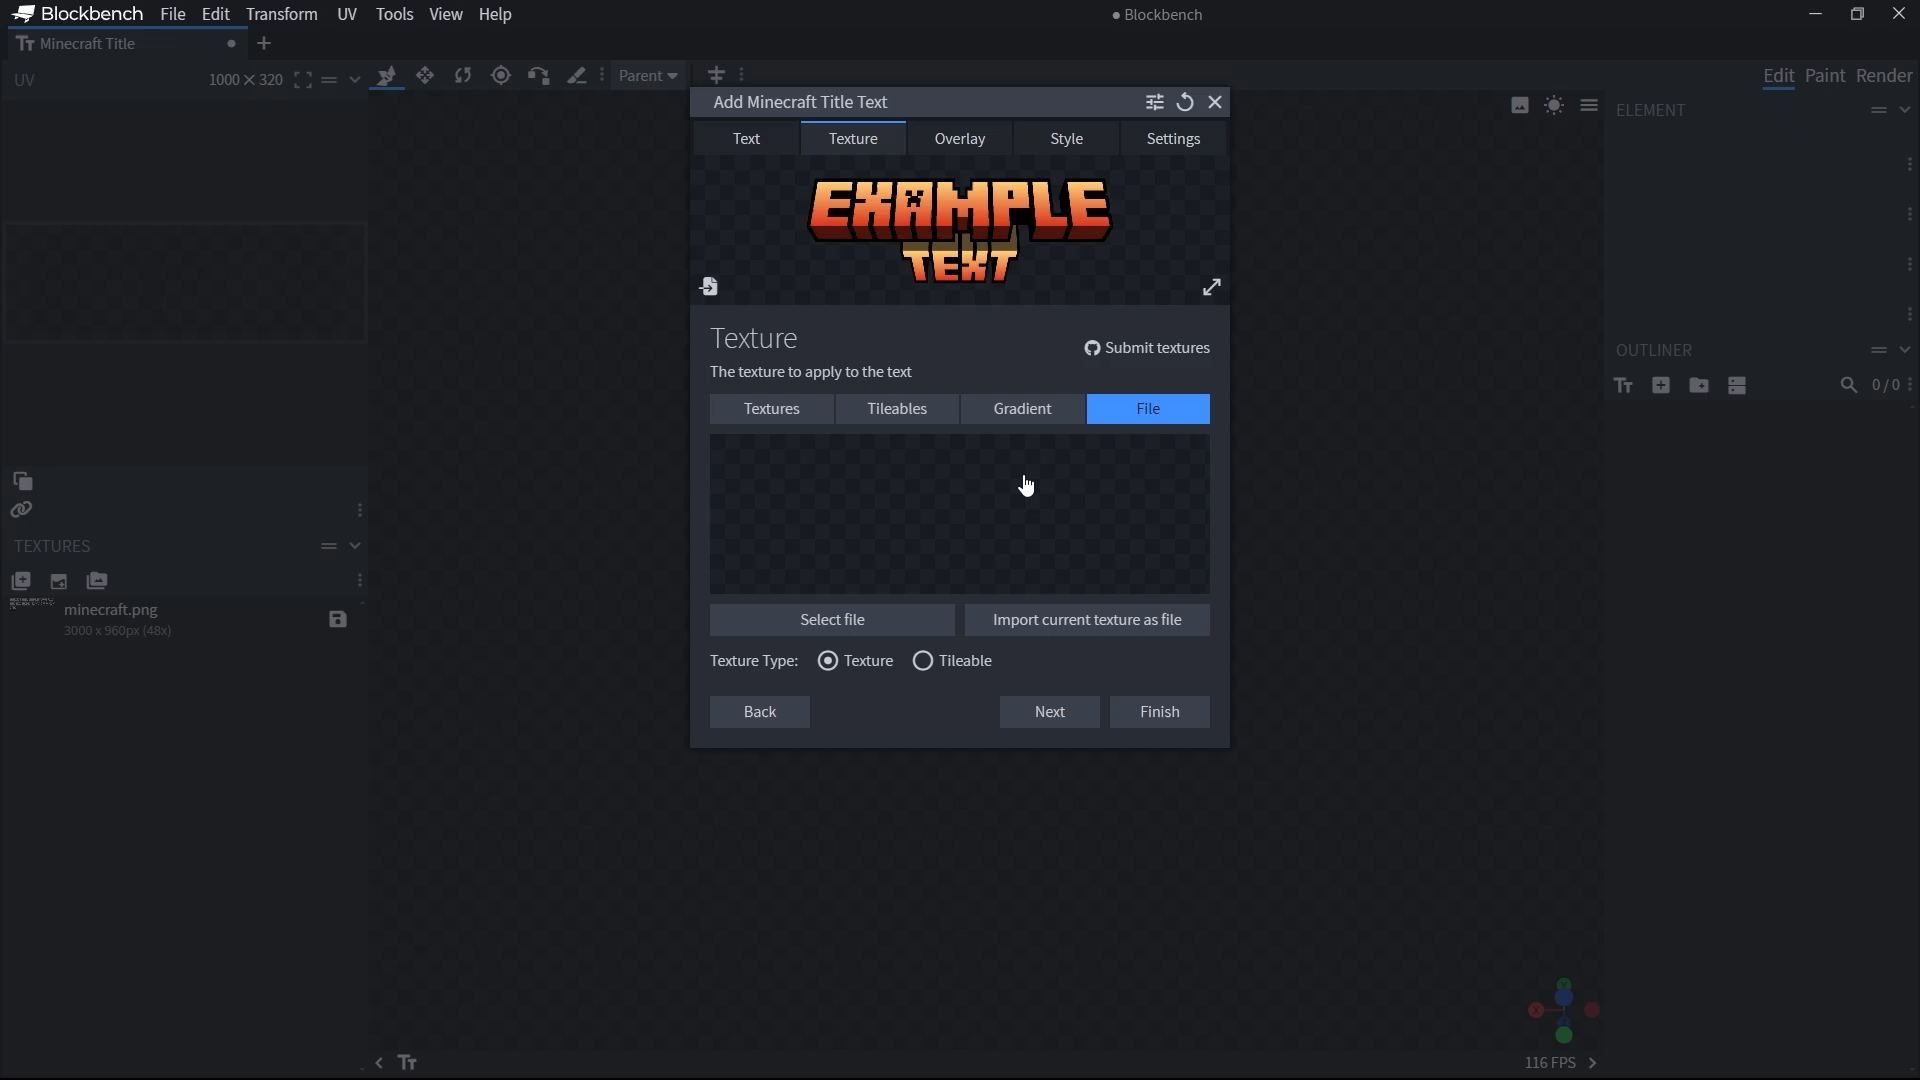 Blockbench File Edit Transform UV Tools View Help
Blockbench
Minecraft Title
UV 1000 × 320
Parent
Edit Paint Render
Add Minecraft Title Text
ELEMENT
Text Texture Overlay Style Settings
EXAMPLE
TEXT
Texture
Submit textures
The texture to apply to the text
OUTLINER
0 / 0
Textures Tileables Gradient File
TEXTURES
minecraft.png
3000 x 960px (48x)
Select file Import current texture as file
Texture Type: Texture Tileable
Back Next Finish
116 FPS